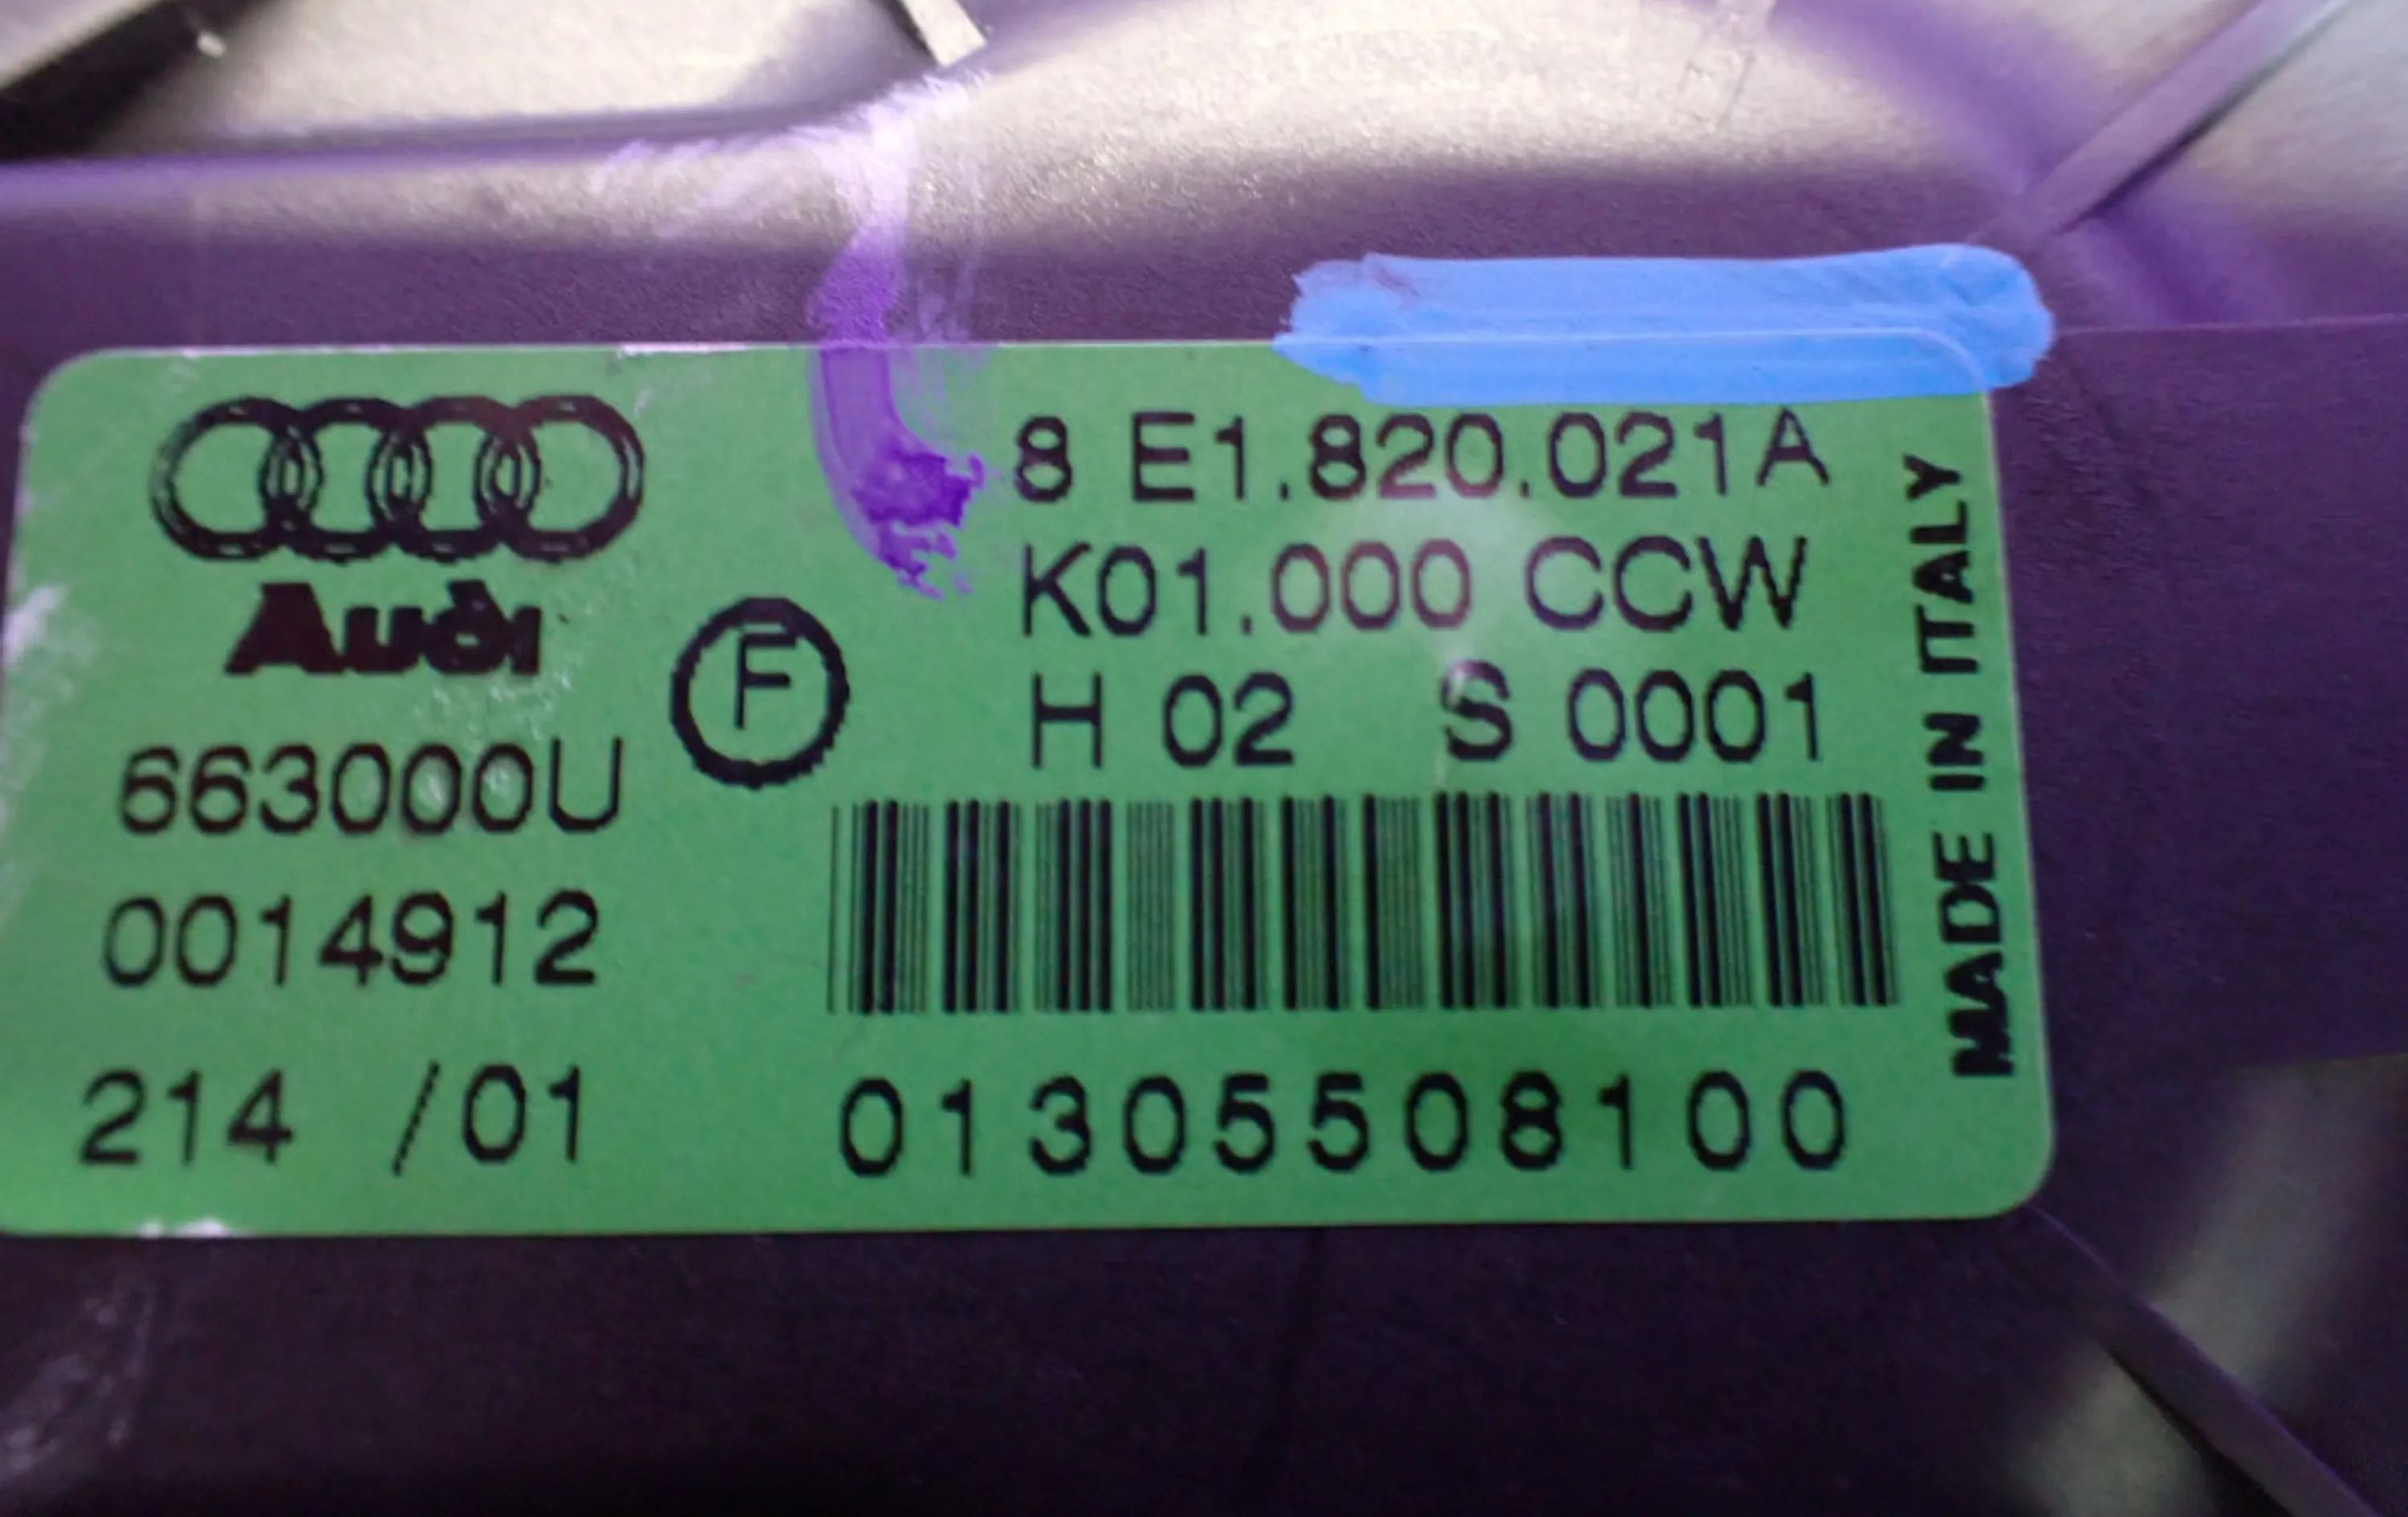 Audi
663000U
0014912
214 /01
F
8 E1.820.021A
K01.000 CCW
H 02 S 0001
01305508100
MADE IN ITALY